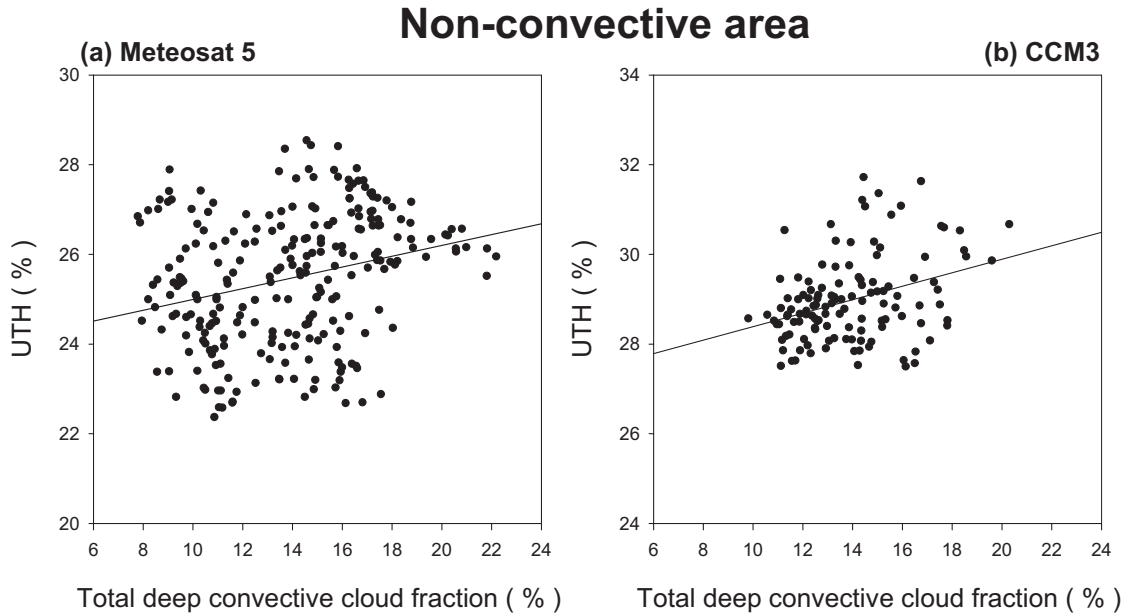 Non-convective area
(a) Meteosat 5
30
28
26
24
22
20
UTH ( % )
6 8 10 12 14 16 18 20 22 24
Total deep convective cloud fraction ( % )
(b) CCM3
34
32
30
28
26
24
UTH ( % )
6 8 10 12 14 16 18 20 22 24
Total deep convective cloud fraction ( % )